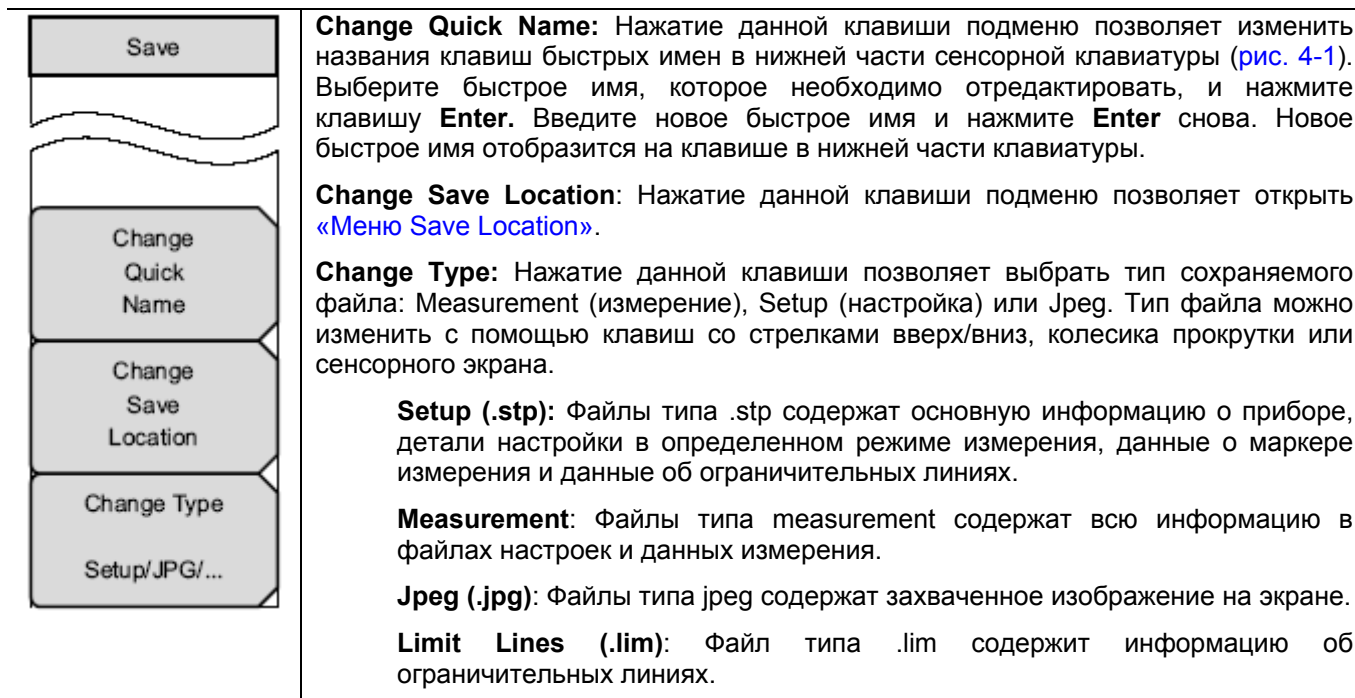 Save
Change
Quick
Name
Change
Save
Location
Change Type
Setup/JPG/...
Change Quick Name: Нажатие данной клавиши подменю позволяет изменить
названия клавиш быстрых имен в нижней части сенсорной клавиатуры (рис. 4-1).
Выберите быстрое имя, которое необходимо отредактировать, и нажмите
клавишу Enter. Введите новое быстрое имя и нажмите Enter снова. Новое
быстрое имя отобразится на клавише в нижней части клавиатуры.
Change Save Location: Нажатие данной клавиши подменю позволяет открыть
«Меню Save Location».
Change Type: Нажатие данной клавиши позволяет выбрать тип сохраняемого
файла: Measurement (измерение), Setup (настройка) или Jpeg. Тип файла можно
изменить с помощью клавиш со стрелками вверх/вниз, колесика прокрутки или
сенсорного экрана.
Setup (.stp): Файлы типа .stp содержат основную информацию о приборе,
детали настройки в определенном режиме измерения, данные о маркере
измерения и данные об ограничительных линиях.
Measurement: Файлы типа measurement содержат всю информацию в
файлах настроек и данных измерения.
Jpeg (.jpg): Файлы типа jpeg содержат захваченное изображение на экране.
Limit Lines (.lim): Файл типа .lim содержит информацию об
ограничительных линиях.